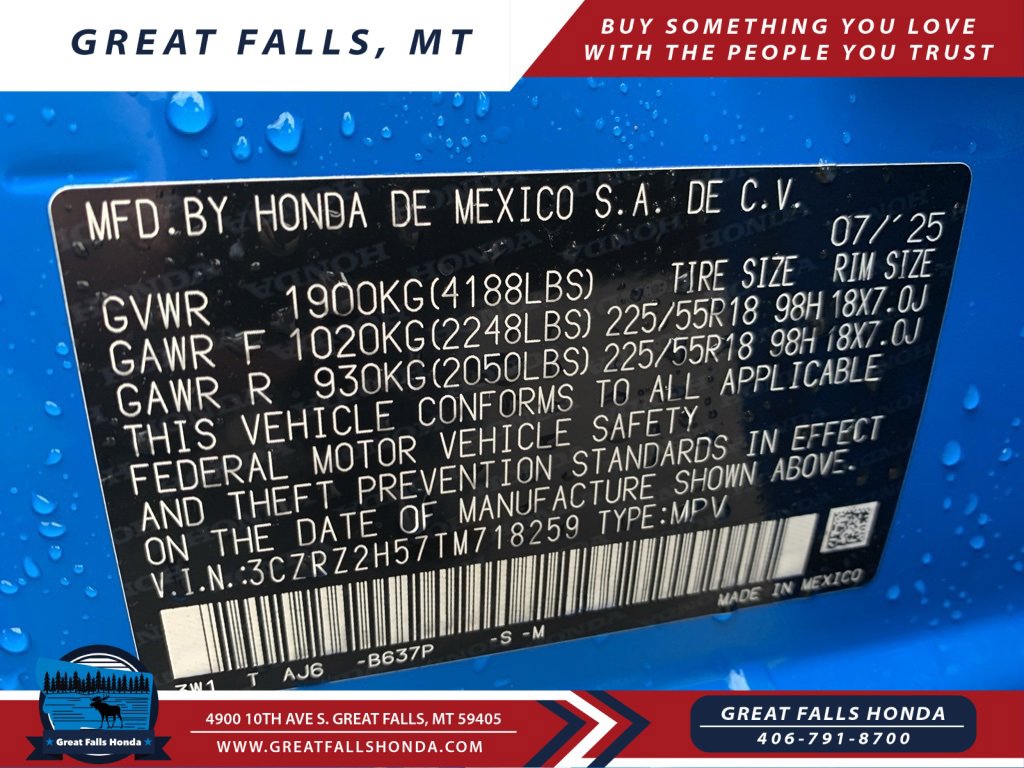 GREAT FALLS, MT
BUY SOMETHING YOU LOVE
WITH THE PEOPLE YOU TRUST
MFD. BY HONDA DE MEXICO S.A. DE C.V.
07/'25
GVWR 1900KG(4188LBS) TIRE SIZE RIM SIZE
GAWR F 1020KG(2248LBS) 225/55R18 98H 18X7.0J
GAWR R 930KG(2050LBS) 225/55R18 98H 18X7.0J
THIS VEHICLE CONFORMS TO ALL APPLICABLE
FEDERAL MOTOR VEHICLE SAFETY
AND THEFT PREVENTION STANDARDS IN EFFECT
ON THE DATE OF MANUFACTURE SHOWN ABOVE.
V.I.N.:3CZRZ2H57TM718259 TYPE:MPV
MADE IN MEXICO
3W1 T AJ6 -B637P -S -M
Great Falls Honda
4900 10TH AVE S. GREAT FALLS, MT 59405
WWW.GREATFALLSHONDA.COM
GREAT FALLS HONDA
406-791-8700